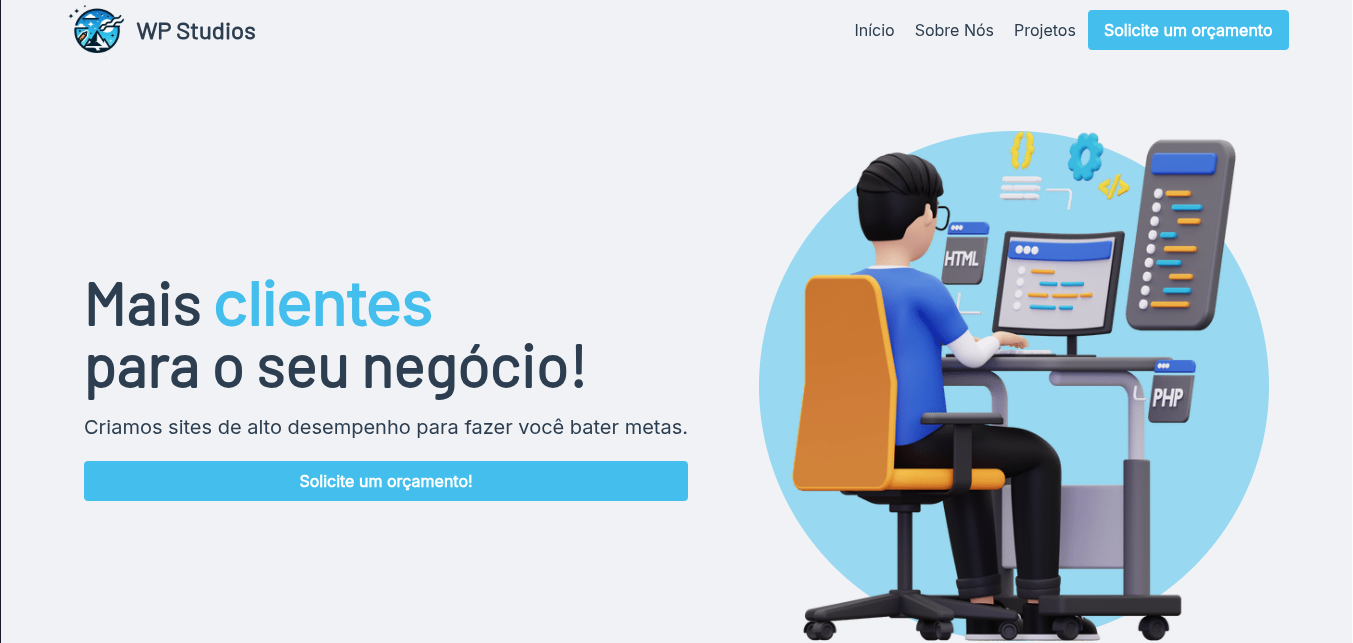 WP Studios
Início
Sobre Nós
Projetos
Solicite um orçamento
Mais clientes
para o seu negócio!
Criamos sites de alto desempenho para fazer você bater metas.
Solicite um orçamento!
{}
</>
HTML
PHP